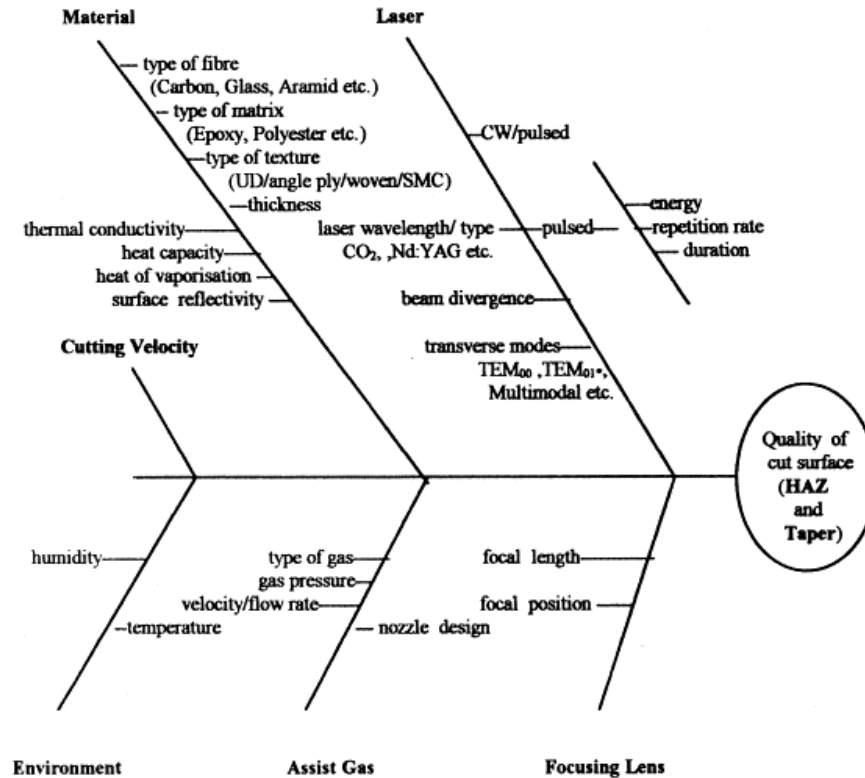 Material
type of fibre
(Carbon, Glass, Aramid etc.)
type of matrix
(Epoxy, Polyester etc.)
type of texture
(UD/angle ply/woven/SMC)
thickness
thermal conductivity
heat capacity
heat of vaporisation
surface reflectivity
Laser
CW/pulsed
laser wavelength/ type
CO₂, ,Nd:YAG etc.
pulsed
energy
repetition rate
duration
beam divergence
transverse modes
TEM₀₀ ,TEM₀₁*,
Multimodal etc.
Cutting Velocity
Quality of
cut surface
(HAZ
and
Taper)
humidity
temperature
Environment
type of gas
gas pressure
velocity/flow rate
nozzle design
Assist Gas
focal length
focal position
Focusing Lens